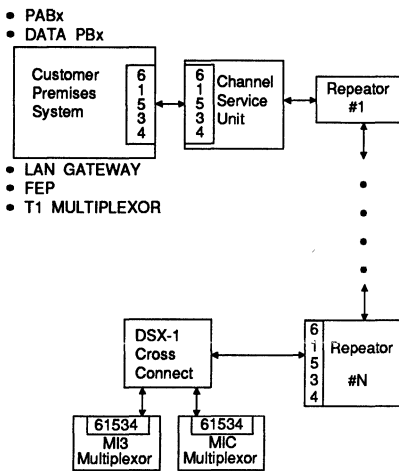 • PABx
• DATA PBx
Customer
Premises
System
6
1
5
3
4
6
1
5
3
4
Channel
Service
Unit
Repeator
#1
• LAN GATEWAY
• FEP
• T1 MULTIPLEXOR
DSX-1
Cross
Connect
6
1
5
3
4
Repeator
#N
61534
MI3
Multiplexor
61534
MIC
Multiplexor